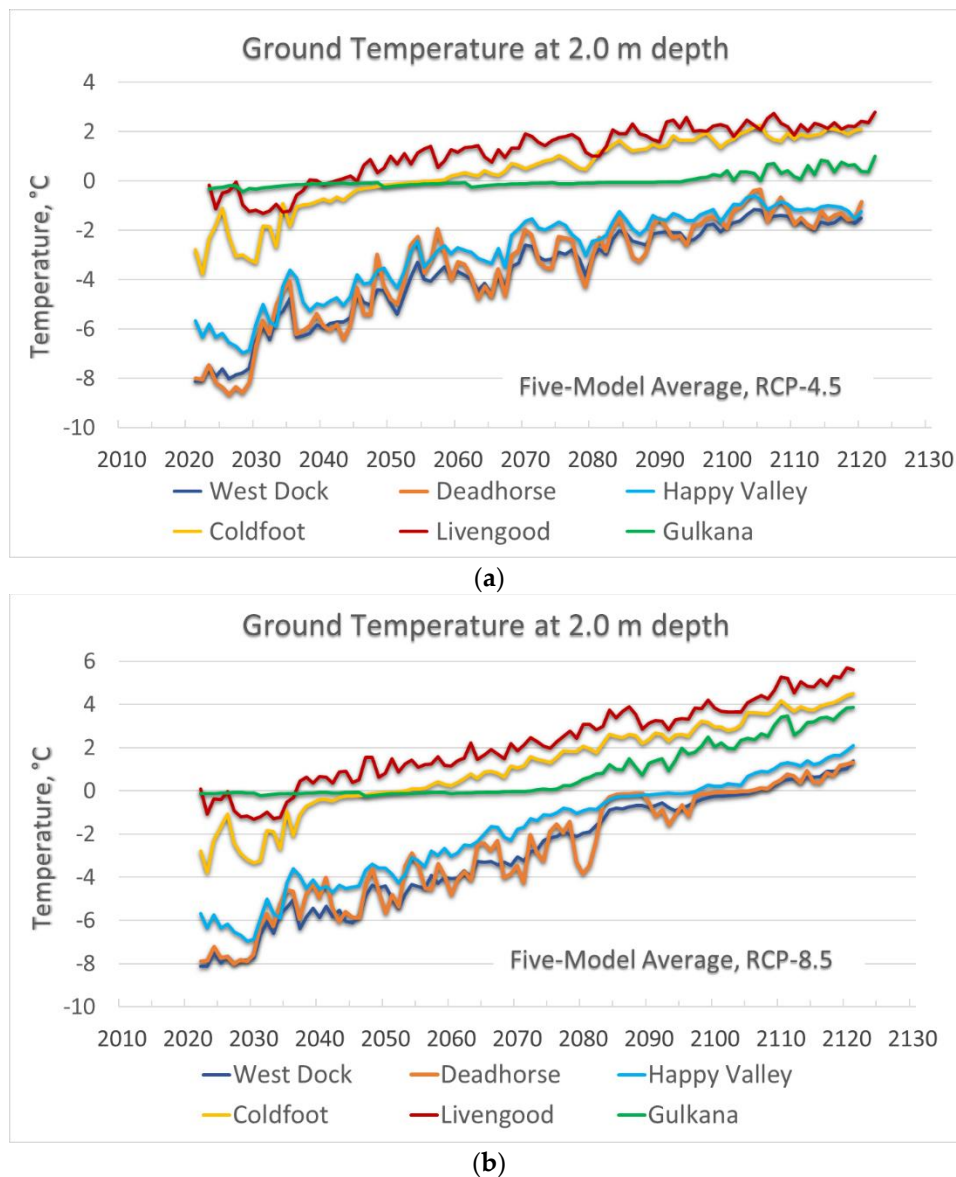 Ground Temperature at 2.0 m depth
4
2
0
-2
-4
-6
-8
-10
Temperature, °C
Five-Model Average, RCP-4.5
2010 2020 2030 2040 2050 2060 2070 2080 2090 2100 2110 2120 2130
West Dock Deadhorse Happy Valley
Coldfoot Livengood Gulkana
(a)
Ground Temperature at 2.0 m depth
6
4
2
0
-2
-4
-6
-8
-10
Temperature, °C
Five-Model Average, RCP-8.5
2010 2020 2030 2040 2050 2060 2070 2080 2090 2100 2110 2120 2130
West Dock Deadhorse Happy Valley
Coldfoot Livengood Gulkana
(b)